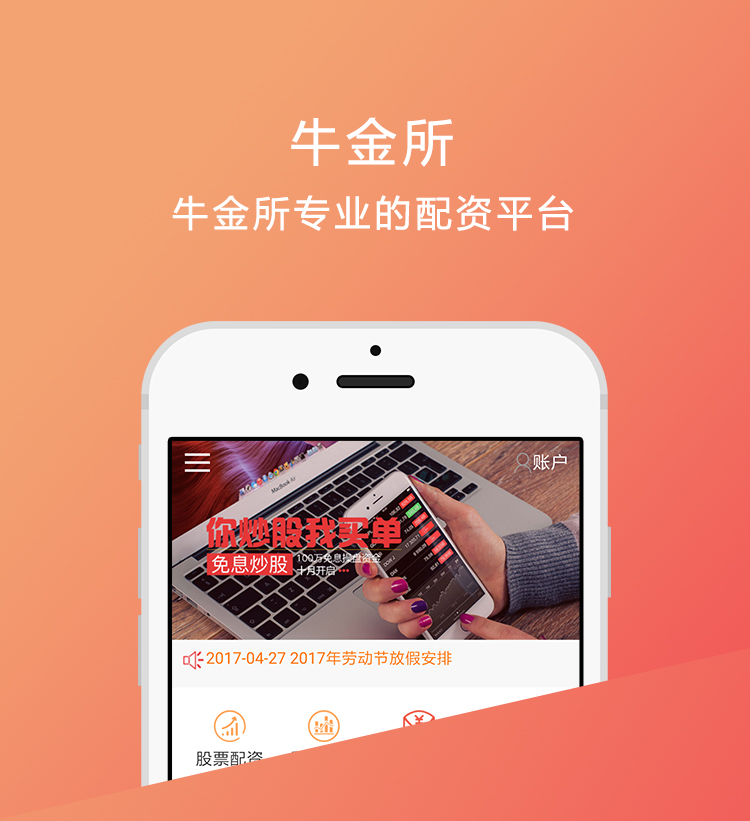 牛金所
牛金所专业的配资平台
账户
MacBook Air
你炒股我买单
免息炒股
100万免息操盘资金
十月开启
2017-04-27 2017年劳动节放假安排
股票配资